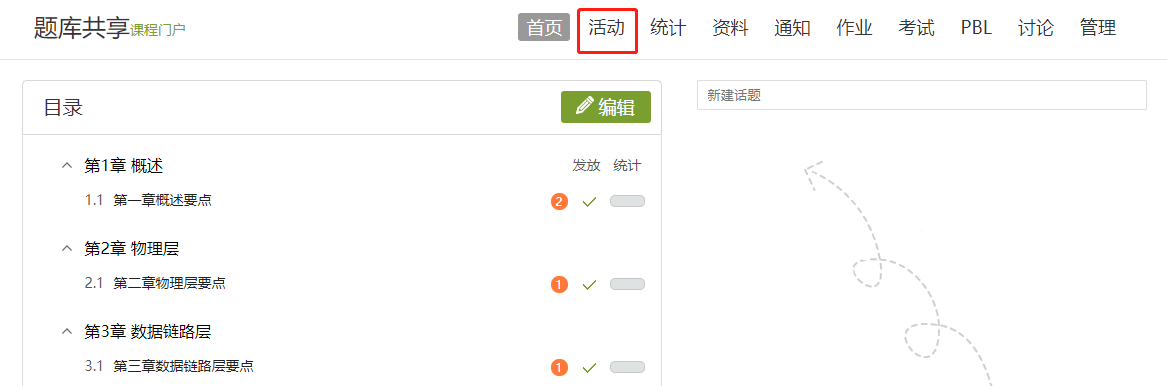 题库共享课程门户
首页 活动 统计 资料 通知 作业 考试 PBL 讨论 管理
目录
编辑
新建话题
第1章 概述 发放 统计
1.1 第一章概述要点 2
第2章 物理层
2.1 第二章物理层要点 1
第3章 数据链路层
3.1 第三章数据链路层要点 1